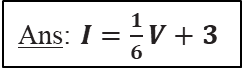 Ans: I = 1/6 V + 3